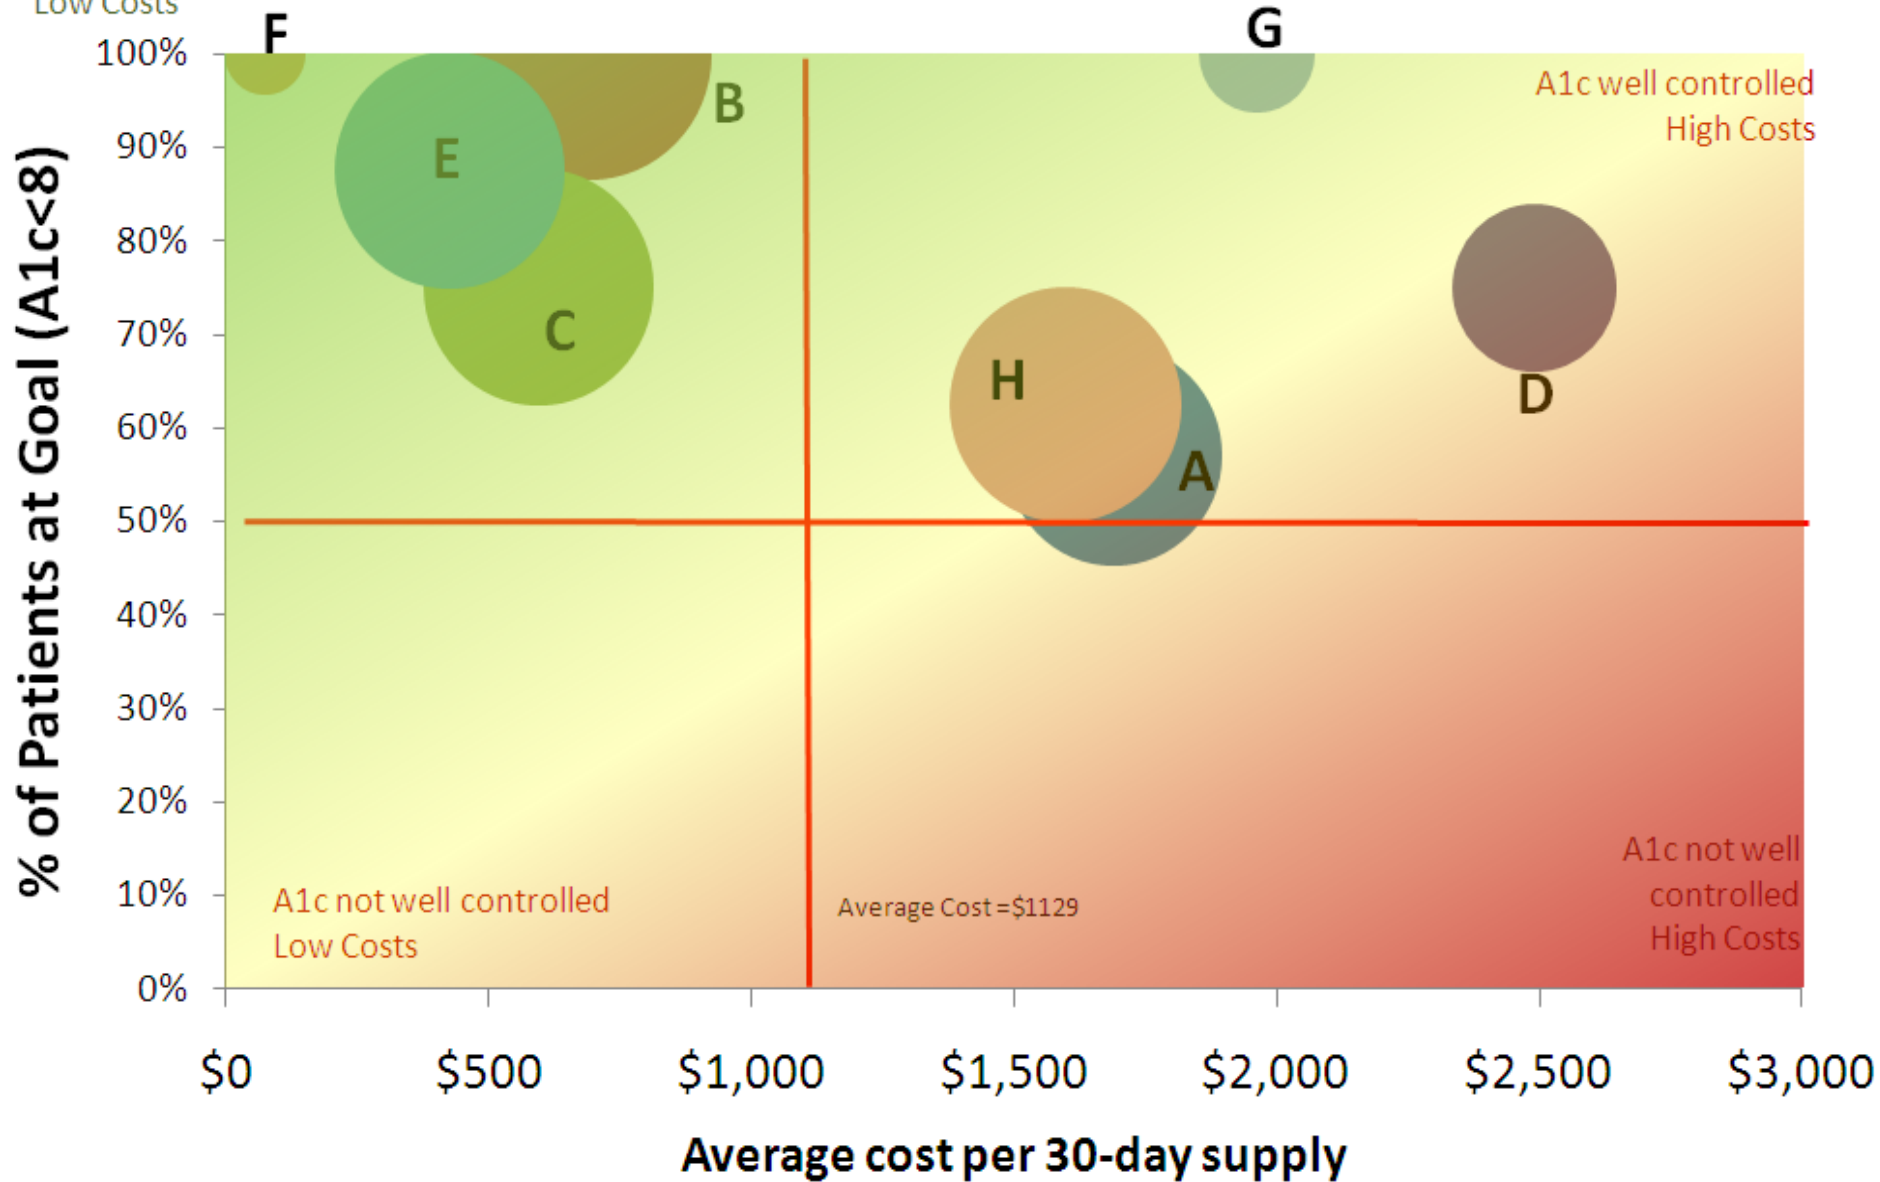 Low Costs
F
G
100%
A1c well controlled
High Costs
B
90%
E
80%
70%
C
H
D
60%
A
50%
40%
30%
20%
10%
0%
% of Patients at Goal (A1c<8)
A1c not well controlled
Low Costs
Average Cost =$1129
A1c not well
controlled
High Costs
$0 $500 $1,000 $1,500 $2,000 $2,500 $3,000
Average cost per 30-day supply